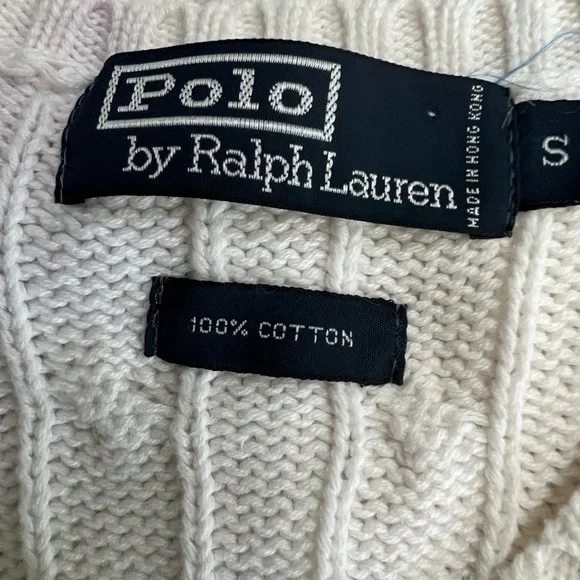 Polo
by Ralph Lauren
MADE IN HONG KONG
S
100% COTTON